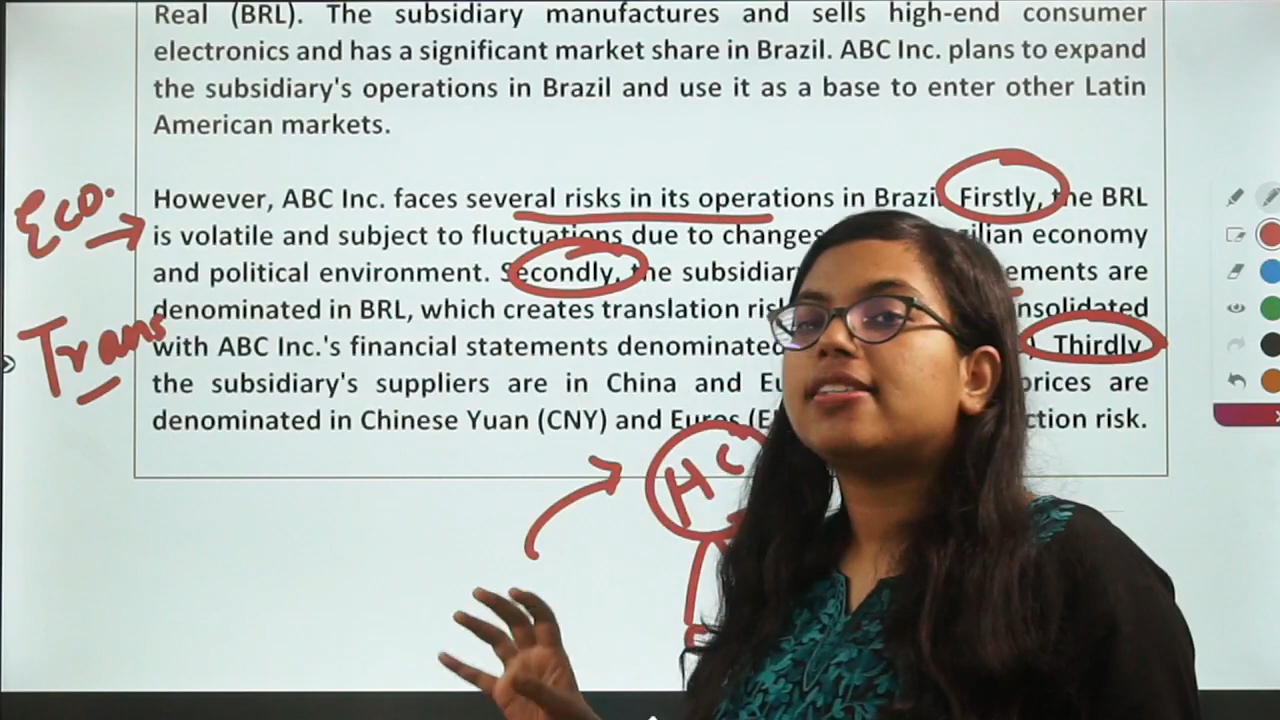 Real (BRL). The subsidiary manufactures and sells high-end consumer
electronics and has a significant market share in Brazil. ABC Inc. plans to expand
the subsidiary's operations in Brazil and use it as a base to enter other Latin
American markets.
Eco.
However, ABC Inc. faces several risks in its operations in Brazi Firstly, the BRL
is volatile and subject to fluctuations due to changes zilian economy
and political environment. Secondly, the subsidiar ements are
denominated in BRL, which creates translation ris nsolidated
Trans
with ABC Inc.'s financial statements denominated Thirdly
the subsidiary's suppliers are in China and Eu prices are
denominated in Chinese Yuan (CNY) and Euros (E ction risk.
HC